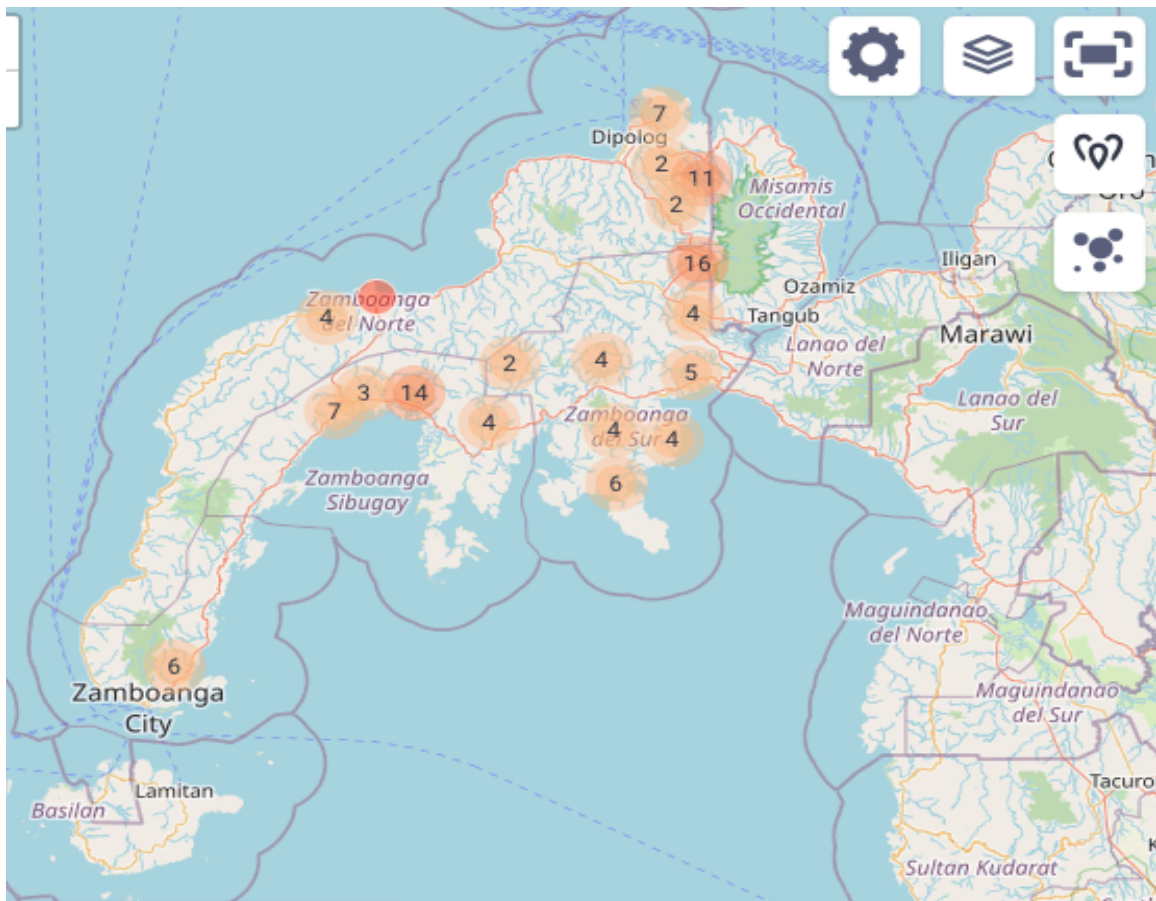 7
Dipolog
2
11
Misamis
Occidental
2
16
Iligan
Ozamiz
Zamboanga
del Norte
4
4
Tangub
Marawi
Lanao del
Norte
2
4
5
3
14
7
4
Zamboanga
del Sur
4
4
Lanao del
Sur
6
Zamboanga
Sibugay
Maguindanao
del Norte
6
Zamboanga
City
Maguindanao
del Sur
Lamitan
Basilan
Tacuro
Sultan Kudarat